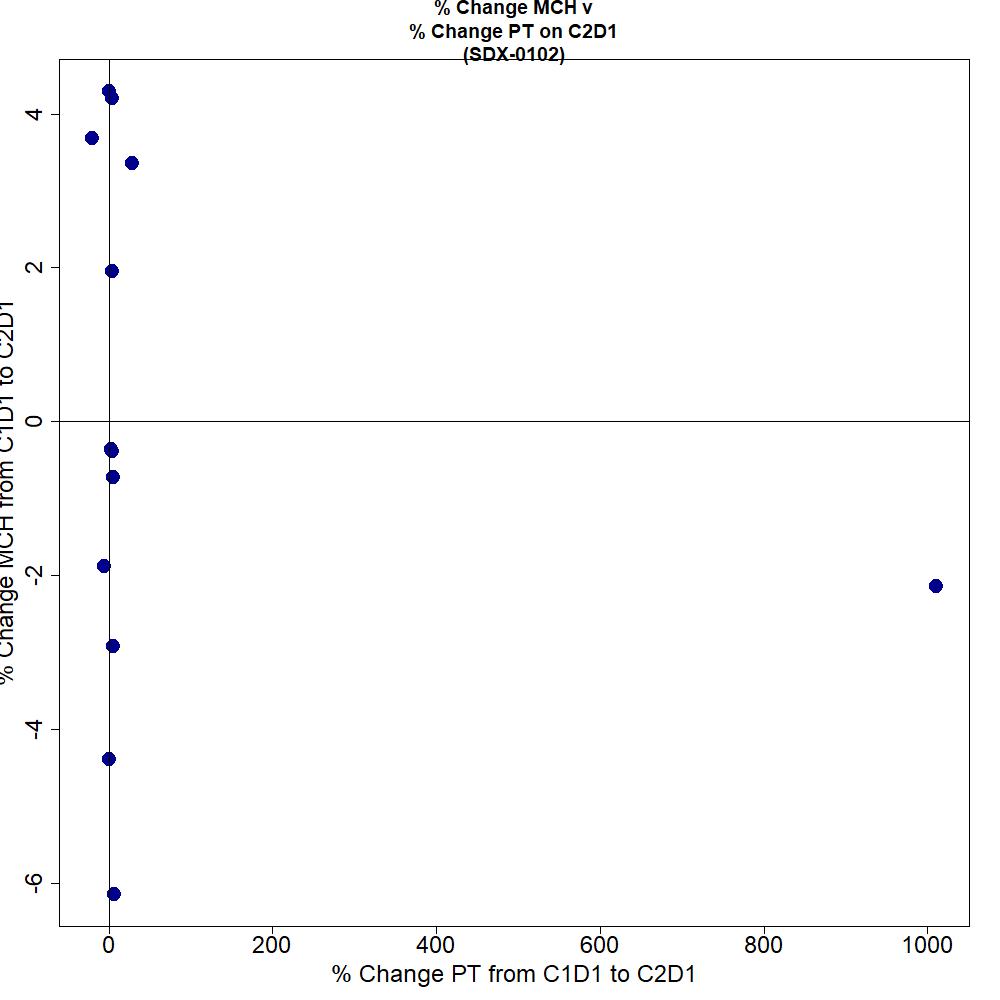 % Change MCH v
% Change PT on C2D1
(SDX-0102)
4
2
0
-2
-4
-6
% Change MCH from C1D1 to C2D1
0 200 400 600 800 1000
% Change PT from C1D1 to C2D1